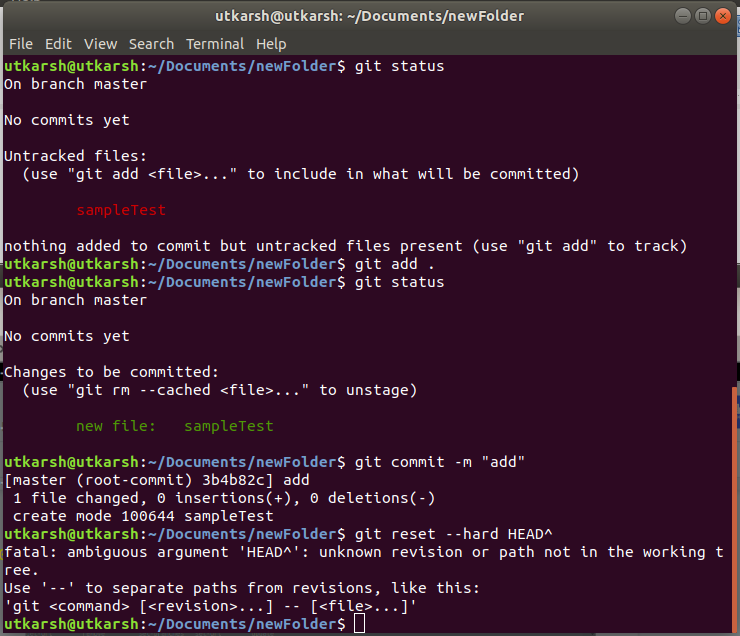 utkarsh@utkarsh: ~/Documents/newFolder
File Edit View Search Terminal Help
utkarsh@utkarsh:~/Documents/newFolder$ git status
On branch master
No commits yet
Untracked files:
  (use "git add <file>..." to include in what will be committed)
        sampleTest
nothing added to commit but untracked files present (use "git add" to track)
utkarsh@utkarsh:~/Documents/newFolder$ git add .
utkarsh@utkarsh:~/Documents/newFolder$ git status
On branch master
No commits yet
Changes to be committed:
  (use "git rm --cached <file>..." to unstage)
        new file:   sampleTest
utkarsh@utkarsh:~/Documents/newFolder$ git commit -m "add"
[master (root-commit) 3b4b82c] add
 1 file changed, 0 insertions(+), 0 deletions(-)
 create mode 100644 sampleTest
utkarsh@utkarsh:~/Documents/newFolder$ git reset --hard HEAD^
fatal: ambiguous argument 'HEAD^': unknown revision or path not in the working t
ree.
Use '--' to separate paths from revisions, like this:
'git <command> [<revision>...] -- [<file>...]'
utkarsh@utkarsh:~/Documents/newFolder$